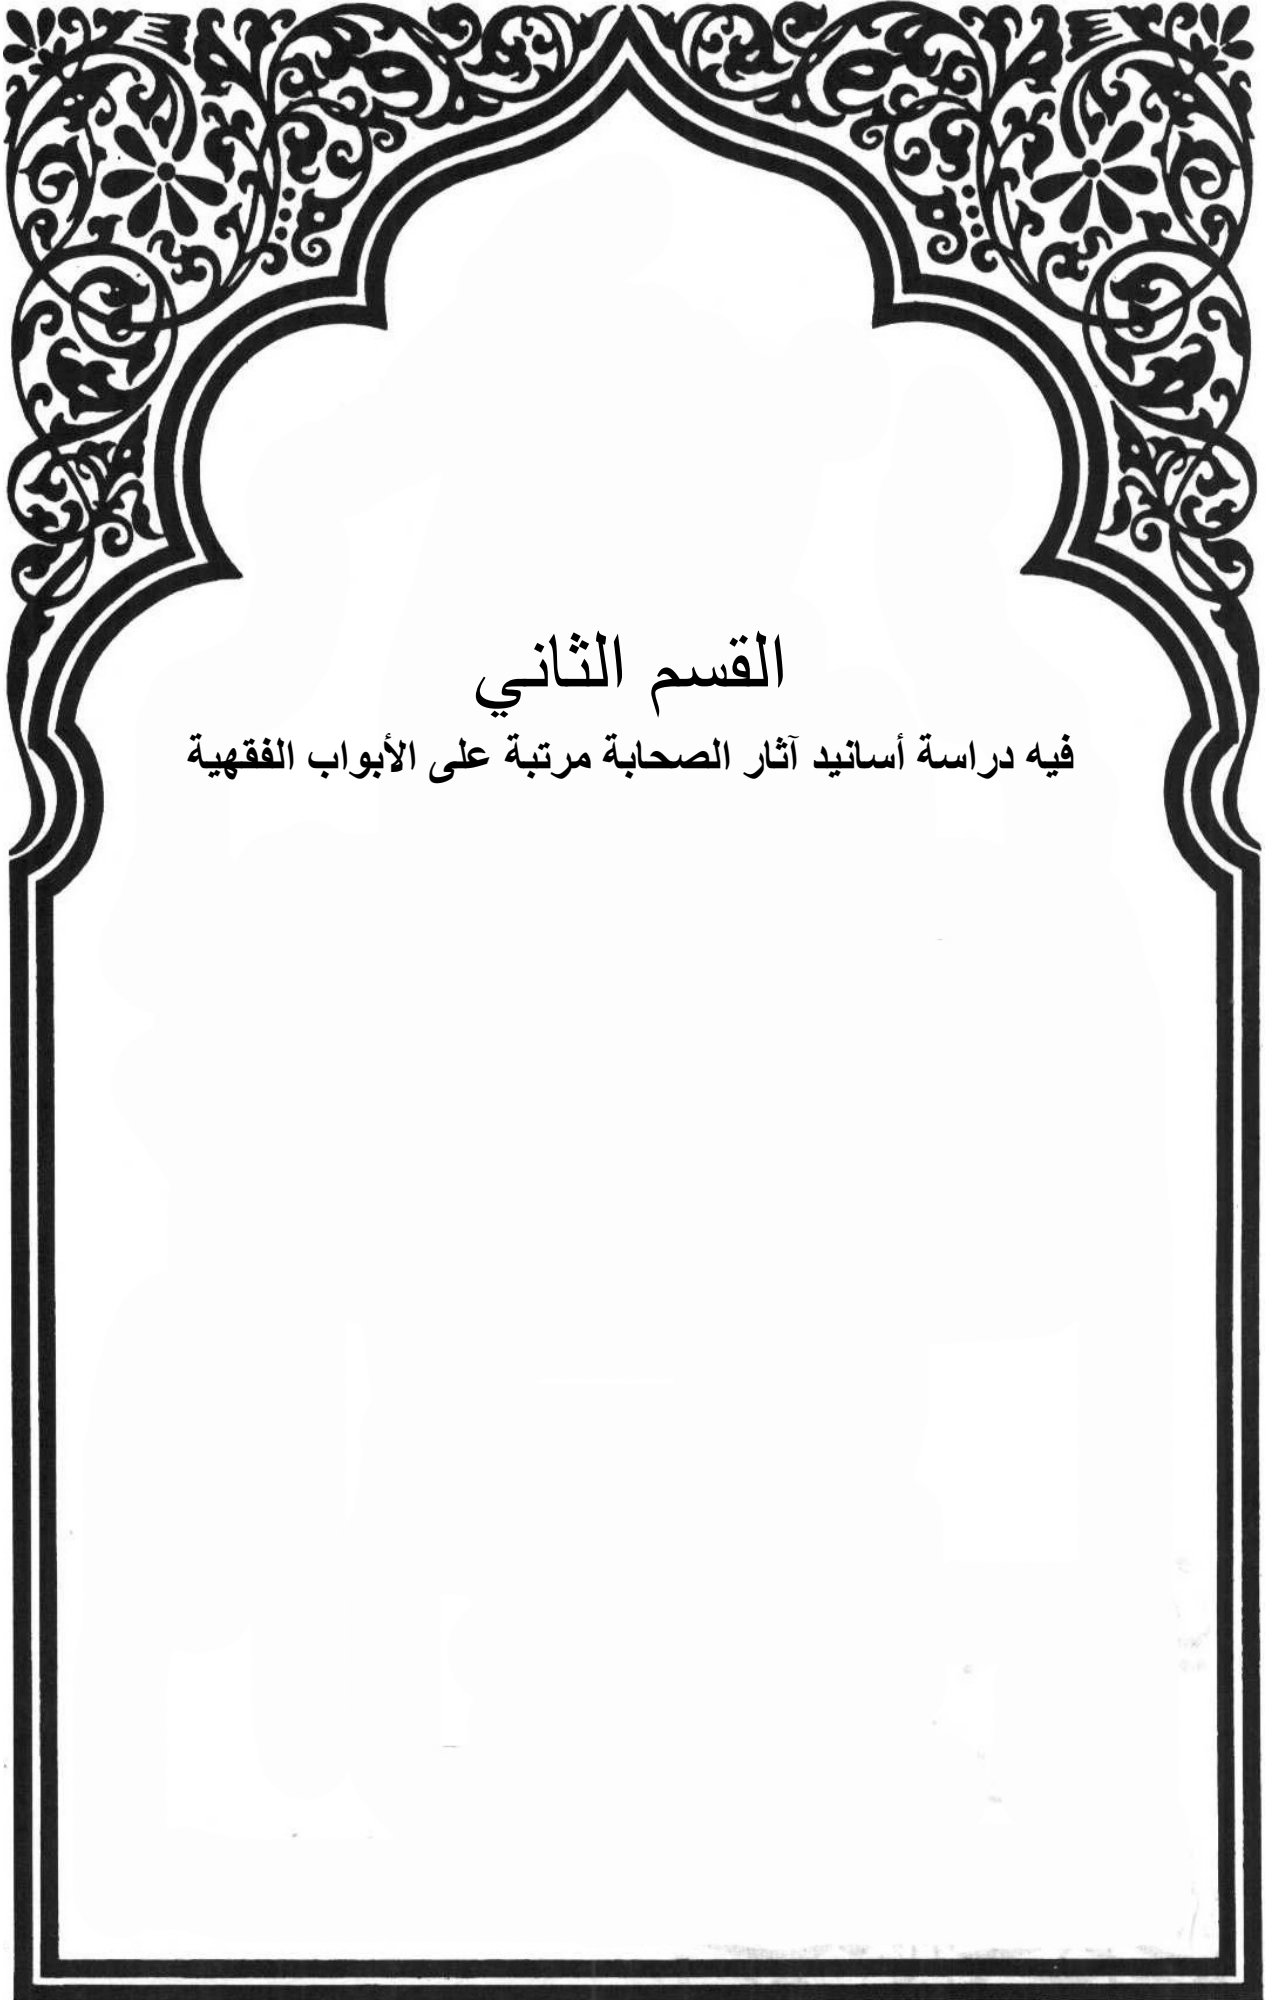 القسم الثاني
فيه دراسة أسانيد آثار الصحابة مرتبة على الأبواب الفقهية